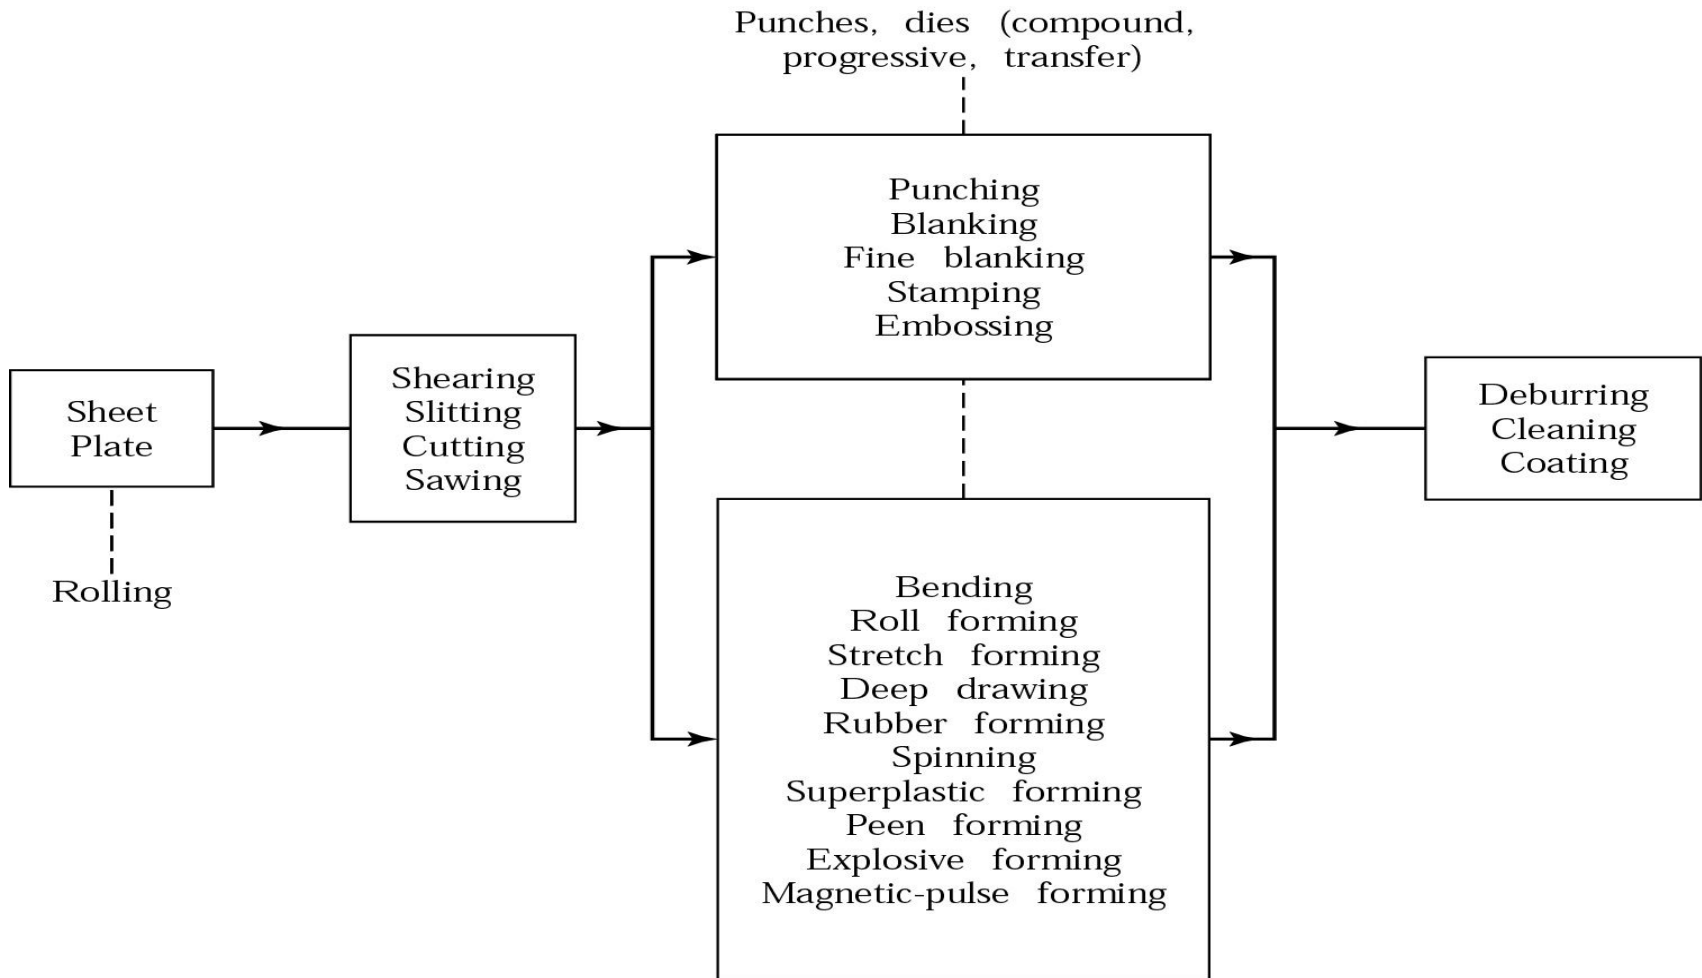 Punches, dies (compound,
progressive, transfer)
Punching
Blanking
Fine blanking
Stamping
Embossing
Sheet
Plate
Rolling
Shearing
Slitting
Cutting
Sawing
Bending
Roll forming
Stretch forming
Deep drawing
Rubber forming
Spinning
Superplastic forming
Peen forming
Explosive forming
Magnetic-pulse forming
Deburring
Cleaning
Coating